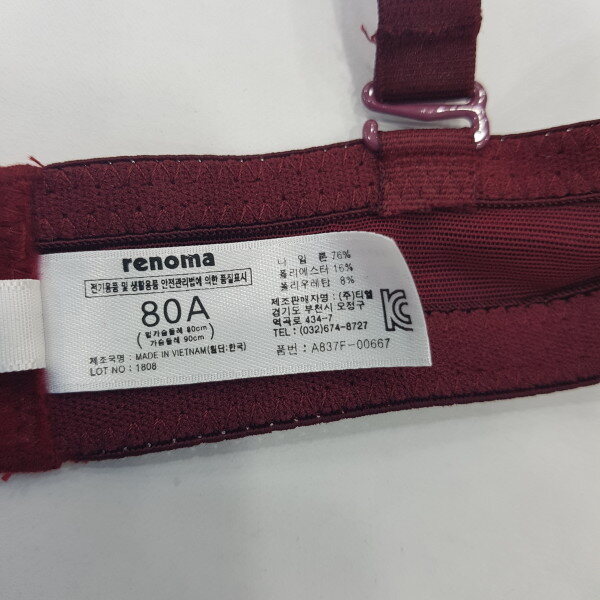 renoma
전기용품 및 생활용품 안전관리법에 의한 품질표시
80A
( 밑가슴둘레 80cm
가슴둘레 90cm )
제조국명 : MADE IN VIETNAM(월딩:한국)
LOT NO : 1808
나 일 론 76%
폴리에스타 16%
폴리우레탄 8%
제조판매자명 : (주)티엘
경기도 부천시 오정구
역곡로 434-7
TEL : (032)674-8727
품번 : A837F-00667